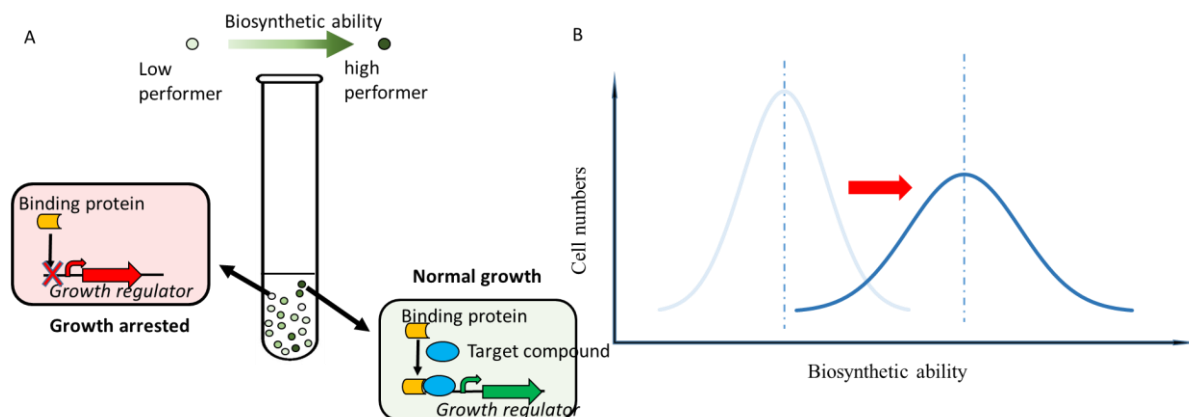 A
Biosynthetic ability
Low
performer
high
performer
Binding protein
Growth regulator
Growth arrested
Normal growth
Binding protein
Target compound
Growth regulator
B
Cell numbers
Biosynthetic ability